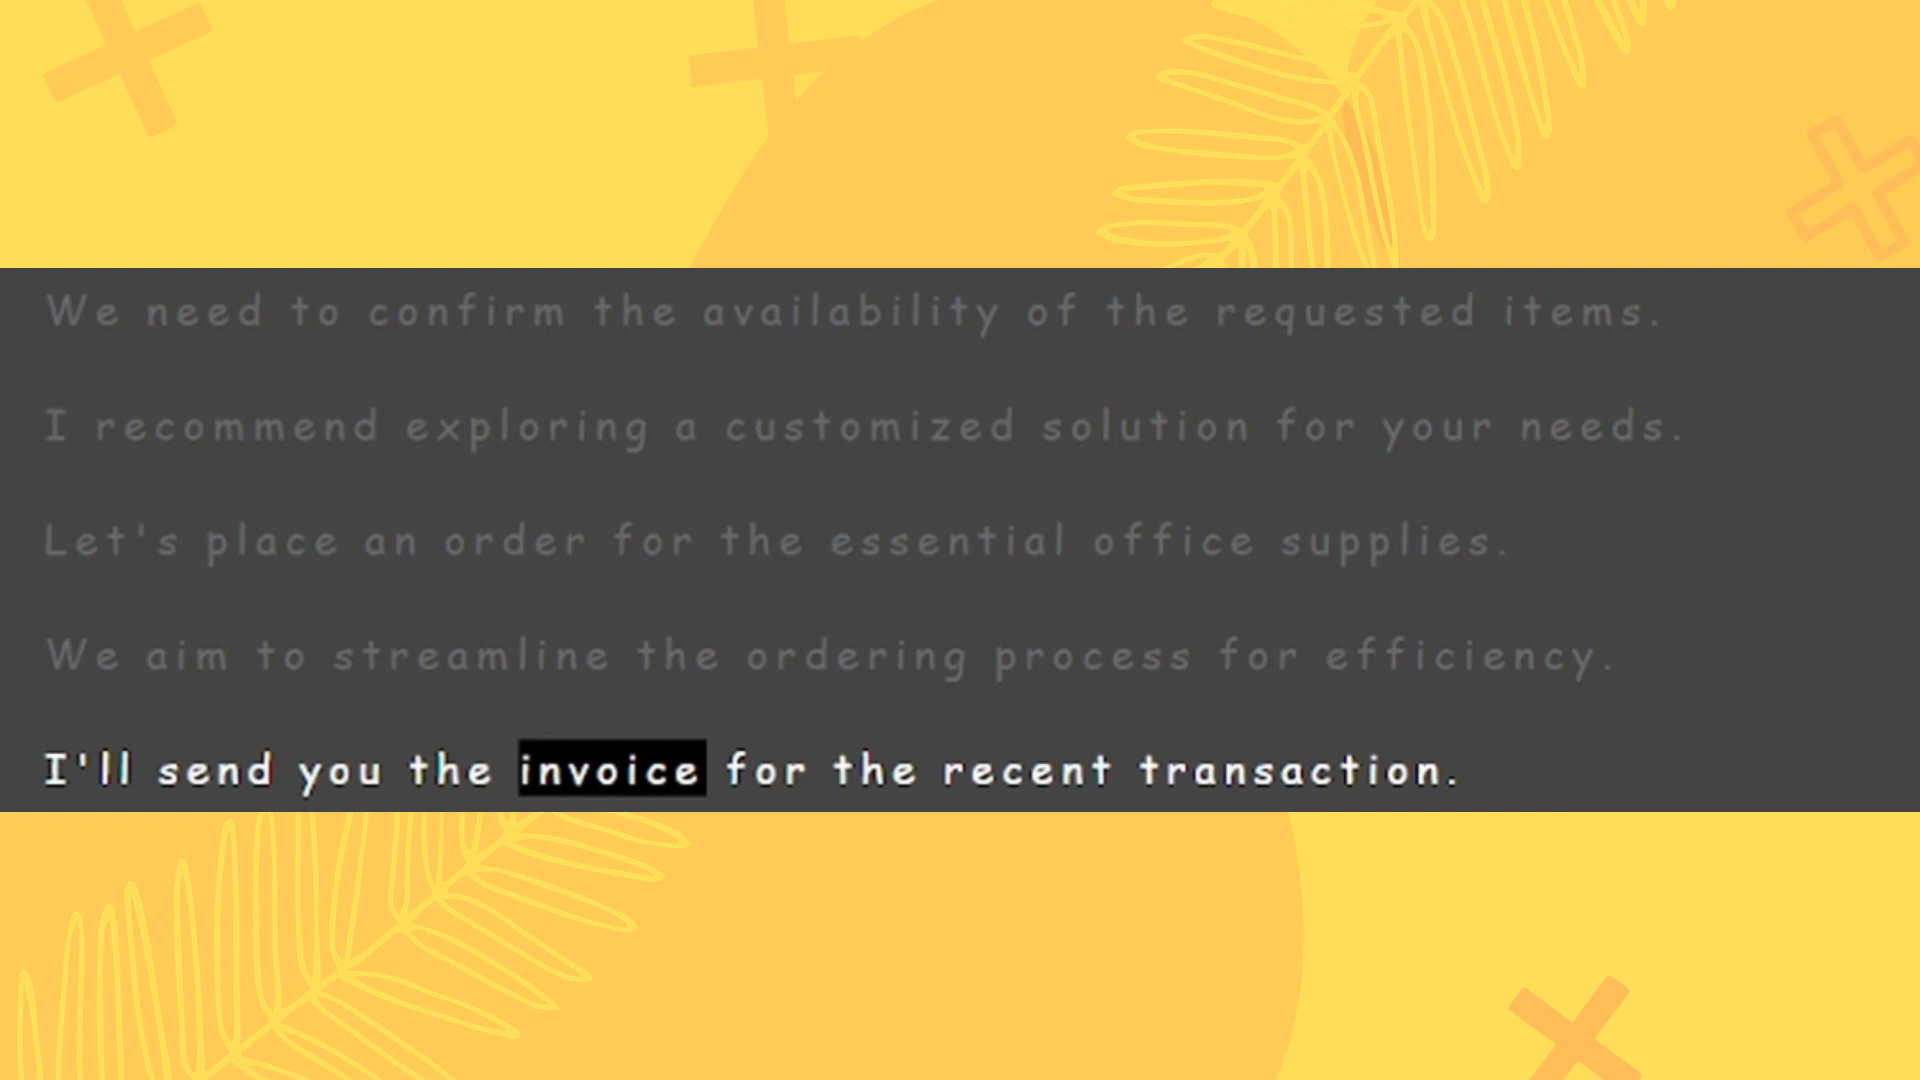 We need to confirm the availability of the requested items.
I recommend exploring a customized solution for your needs.
Let's place an order for the essential office supplies.
We aim to streamline the ordering process for efficiency.
I'll send you the invoice for the recent transaction.